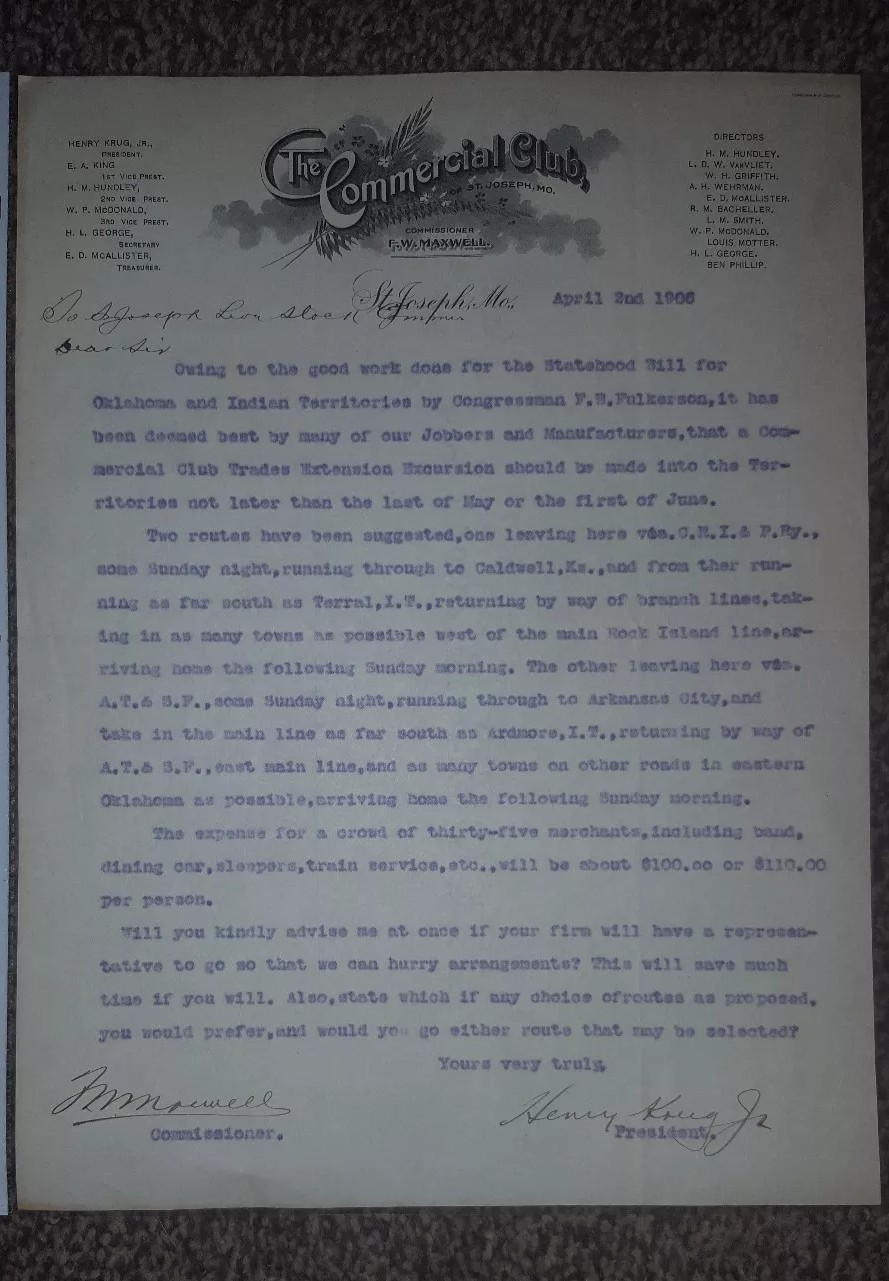 HENRY KRUG, JR.,
PRESIDENT.
E. A. KING
1ST VICE PREST.
H. M. HUNDLEY,
2ND VICE PREST.
W. P. McDONALD,
3RD VICE PREST.
H. L. GEORGE,
SECRETARY
E. D. McALLISTER,
TREASURER.
The Commercial Club,
OF ST. JOSEPH, MO.
COMMISSIONER
F. W. MAXWELL.
DIRECTORS
H. M. HUNDLEY.
L. D. W. VANVLIET.
W. H. GRIFFITH.
A. H. WEHRMAN.
E. D. McALLISTER.
R. M. BACHELLER.
L. M. SMITH.
W. P. McDONALD.
LOUIS MOTTER.
H. L. GEORGE.
BEN PHILLIP.
St. Joseph, Mo., April 2nd 1906
To St Joseph Live Stock
Dear Sir
Owing to the good work done for the Statehood Bill for
Oklahoma and Indian Territories by Congressman F.B.Fulkerson,it has
been deemed best by many of our Jobbers and Manufacturers,that a Com-
mercial Club Trades Extension Excursion should be made into the Ter-
ritories not later than the last of May or the first of June.
Two routes have been suggested,one leaving here via.C.R.I.& P.Ry.,
some Sunday night,running through to Caldwell,Ks.,and from ther run-
ning as far south as Terral,I.T.,returning by way of branch lines,tak-
ing in as many towns as possible west of the main Rock Island line,ar-
riving home the following Sunday morning. The other leaving here via.
A.T.& S.F.,some Sunday night,running through to Arkansas City,and
take in the main line as far south as Ardmore,I.T.,returning by way of
A.T.& S.F.,east main line,and as many towns on other roads in eastern
Oklahoma as possible,arriving home the following Sunday morning.
The expense for a crowd of thirty-five merchants,including band,
dining car,sleepers,train service,etc.,will be about $100.oo or $110.00
per person.
Will you kindly advise me at once if your firm will have a represen-
tative to go so that we can hurry arrangements? This will save much
time if you will. Also,state which if any choice ofroutes as proposed,
you would prefer,and would you go either route that may be selected?
Yours very truly,
F W Maxwell
Commissioner.
Henry Krug Jr
President.